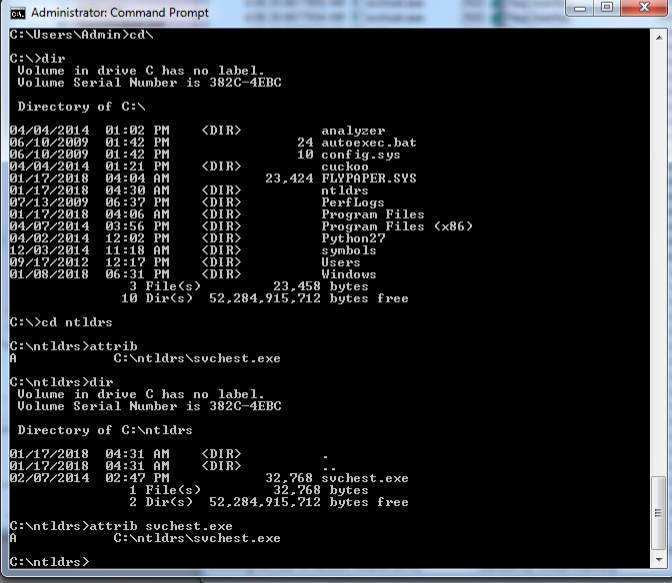 Administrator: Command Prompt
C:\Users\Admin>cd\
C:\>dir
Volume in drive C has no label.
Volume Serial Number is 382C-4EBC
Directory of C:\
04/04/2014 01:02 PM <DIR> analyzer
06/10/2009 01:42 PM 24 autoexec.bat
06/10/2009 01:42 PM 10 config.sys
04/04/2014 01:21 PM <DIR> cuckoo
01/17/2018 04:04 AM 23,424 FLYPAPER.SYS
01/17/2018 04:30 AM <DIR> ntldrs
07/13/2009 06:37 PM <DIR> PerfLogs
01/17/2018 04:06 AM <DIR> Program Files
04/07/2014 03:56 PM <DIR> Program Files (x86)
04/02/2014 12:02 PM <DIR> Python27
12/03/2014 11:18 AM <DIR> symbols
09/17/2012 12:17 PM <DIR> Users
01/08/2018 06:31 PM <DIR> Windows
3 File(s) 23,458 bytes
10 Dir(s) 52,284,915,712 bytes free
C:\>cd ntldrs
C:\ntldrs>attrib
A C:\ntldrs\svchest.exe
C:\ntldrs>dir
Volume in drive C has no label.
Volume Serial Number is 382C-4EBC
Directory of C:\ntldrs
01/17/2018 04:31 AM <DIR> .
01/17/2018 04:31 AM <DIR> ..
02/07/2014 02:47 PM 32,768 svchest.exe
1 File(s) 32,768 bytes
2 Dir(s) 52,284,915,712 bytes free
C:\ntldrs>attrib svchest.exe
A C:\ntldrs\svchest.exe
C:\ntldrs>